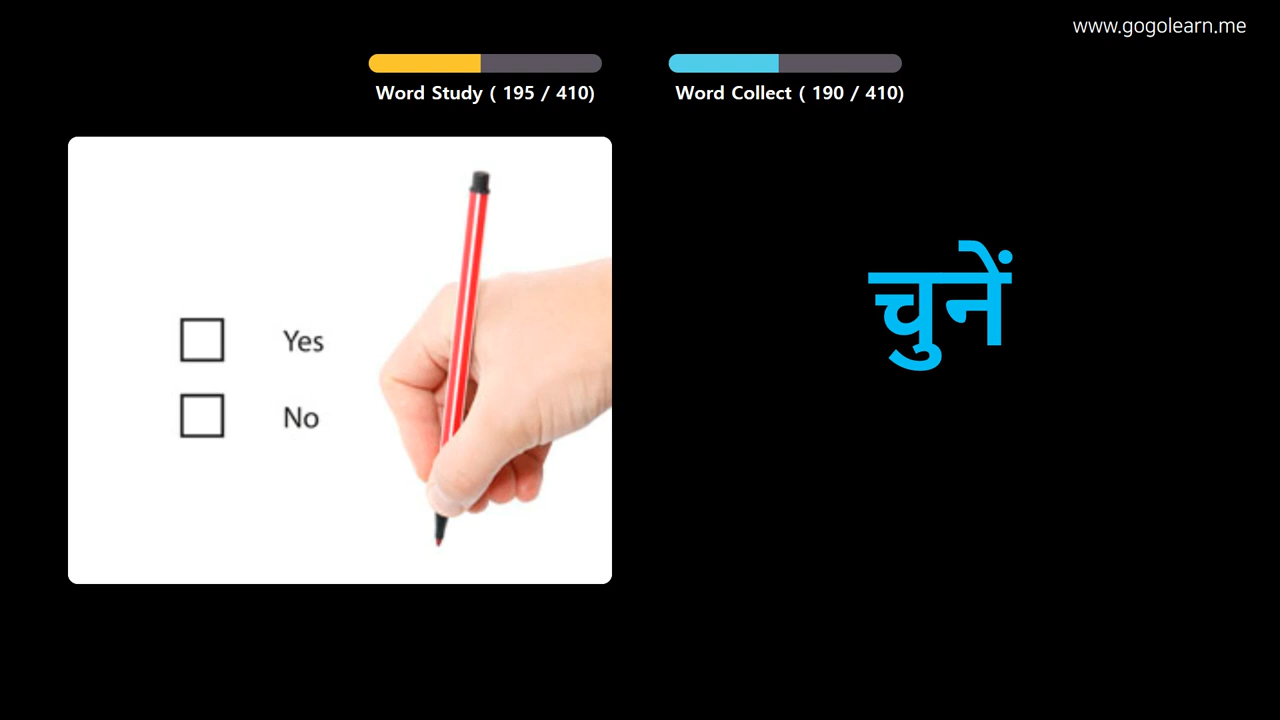 www.gogolearn.me
Word Study ( 195 / 410)
Word Collect ( 190 / 410)
Yes
No
चुनें